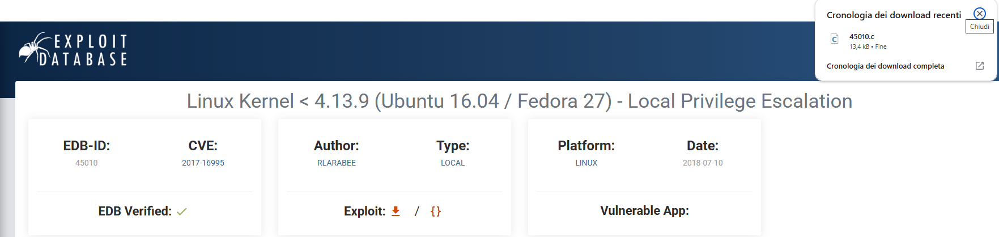 Cronologia dei download recenti
Chiudi
45010.c
13,4 kB • Fine
Cronologia dei download completa
EXPLOIT
DATABASE
Linux Kernel < 4.13.9 (Ubuntu 16.04 / Fedora 27) - Local Privilege Escalation
EDB-ID:
45010
CVE:
2017-16995
EDB Verified:
Author:
RLARABEE
Type:
LOCAL
Exploit: / {}
Platform:
LINUX
Date:
2018-07-10
Vulnerable App: